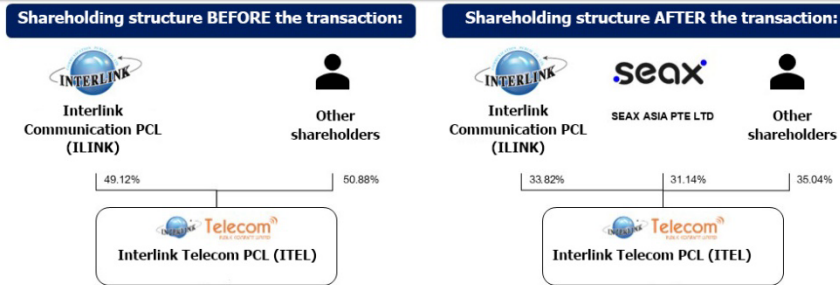 Shareholding structure BEFORE the transaction:
INTERLINK
Interlink
Communication PCL
(ILINK)
Other
shareholders
49.12%
50.88%
INTERLINK Telecom
Interlink Telecom PCL (ITEL)
Shareholding structure AFTER the transaction:
INTERLINK
Interlink
Communication PCL
(ILINK)
seax
SEAX ASIA PTE LTD
Other
shareholders
33.82%
31.14%
35.04%
INTERLINK Telecom
Interlink Telecom PCL (ITEL)